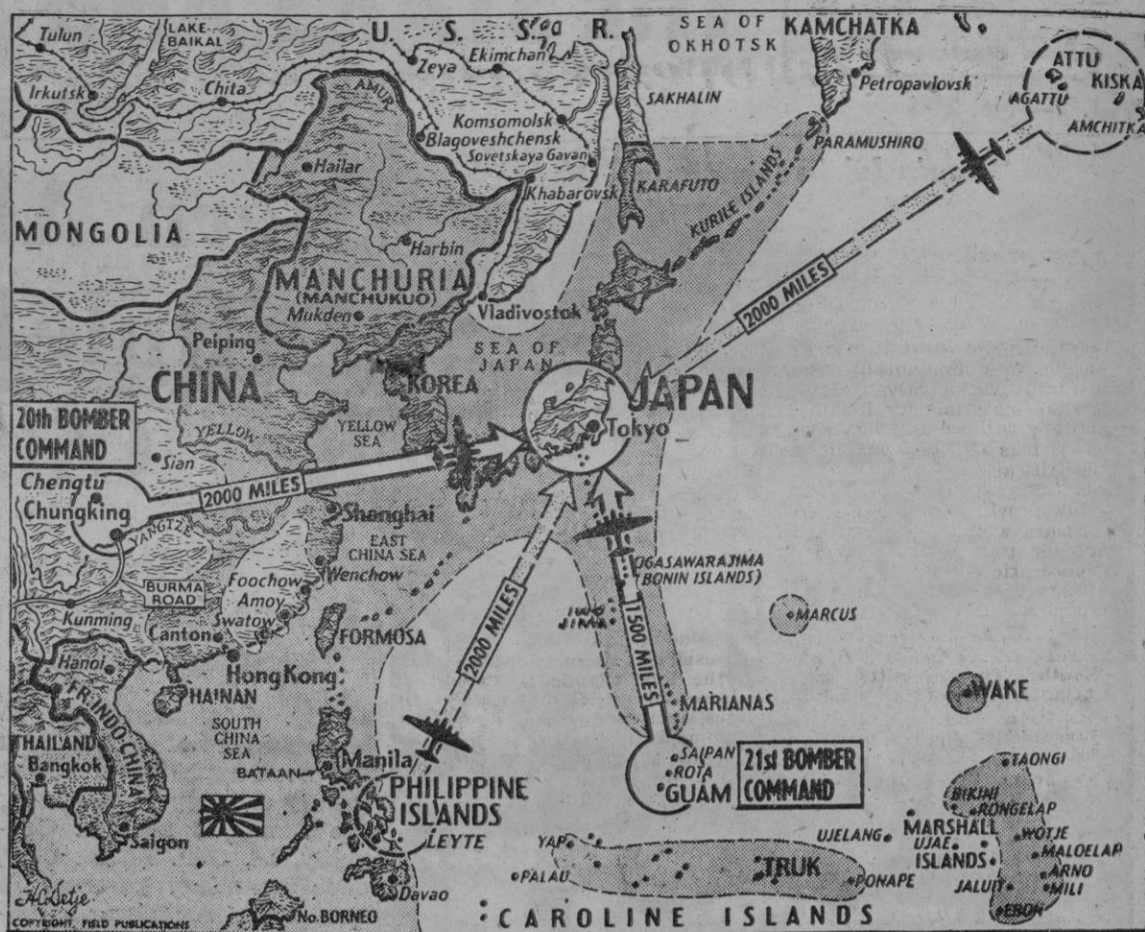 Tulun
LAKE
BAIKAL
Irkutsk
Chita
U. S. S. R.
Zeya
Ekimchan
AMUR
Komsomolsk
Blagoveshchensk
Sovetskaya Gavan
Khabarovsk
Hailar
Harbin
MONGOLIA
MANCHURIA
(MANCHUKUO)
Mukden
Vladivostok
SEA OF
OKHOTSK
KAMCHATKA
Petropavlovsk
SAKHALIN
PARAMUSHIRO
KARAFUTO
KURILE ISLANDS
ATTU
KISKA
AGATTU
AMCHITKA
2000 MILES
Peiping
CHINA
SEA OF
JAPAN
KOREA
JAPAN
Tokyo
20th BOMBER
COMMAND
YELLOW
YELLOW
SEA
Sian
Chengtu
Chungking
2000 MILES
YANGTZE
Shanghai
EAST
CHINA SEA
Wenchow
BURMA
ROAD
Foochow
Amoy
Swatow
Kunming
Canton
FORMOSA
Hong Kong
Hanoi
HAINAN
FR. INDO-CHINA
THAILAND
Bangkok
Saigon
SOUTH
CHINA
SEA
2000 MILES
OGASAWARAJIMA
(BONIN ISLANDS)
IWO
JIMA
1500 MILES
MARCUS
MARIANAS
WAKE
SAIPAN
ROTA
GUAM
21st BOMBER
COMMAND
Manila
BATAAN
PHILIPPINE
ISLANDS
LEYTE
Davao
No. BORNEO
YAP
PALAU
TRUK
PONAPE
CAROLINE ISLANDS
TAONGI
BIKINI
RONGELAP
UJELANG
MARSHALL
ISLANDS
UJAE
WOTJE
MALOELAP
ARNO
JALUIT
MILI
EBON
H C Detje
COPYRIGHT, FIELD PUBLICATIONS